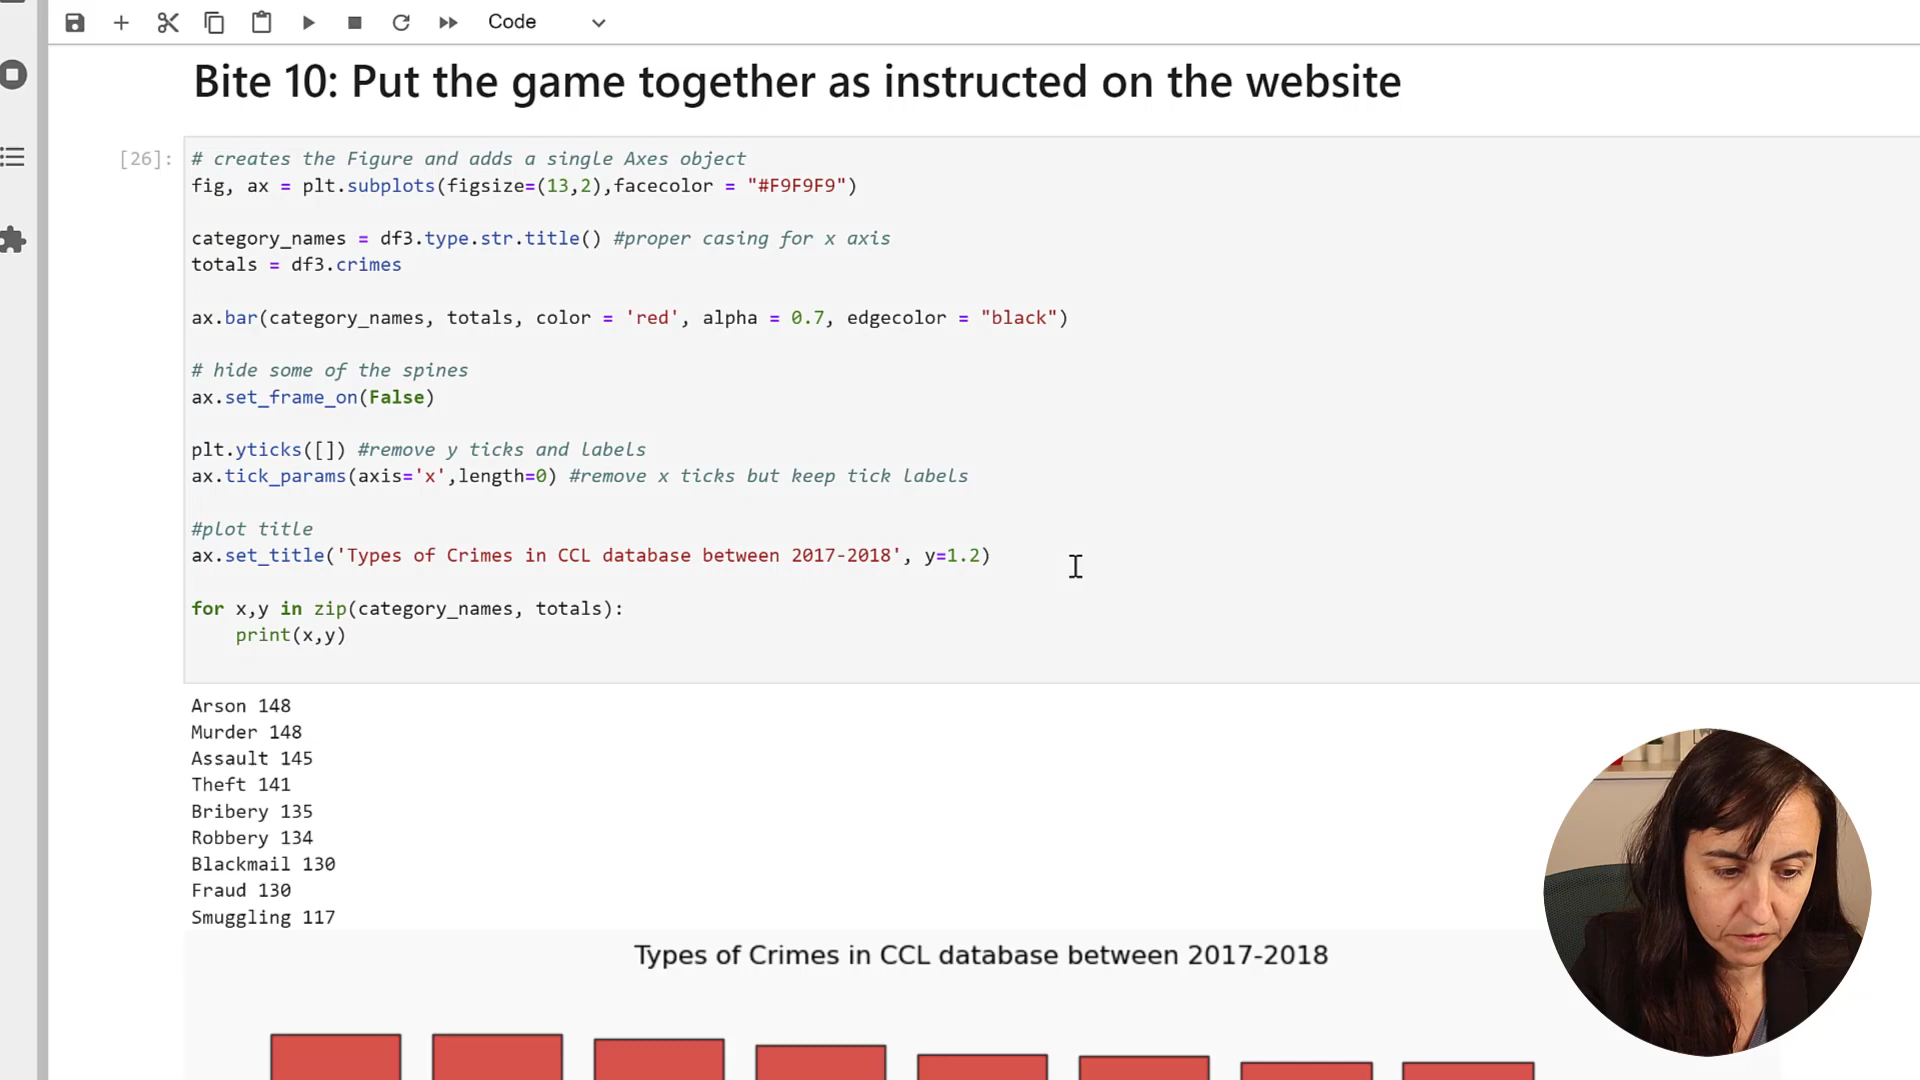 Code
Bite 10: Put the game together as instructed on the website
[26]:
# creates the Figure and adds a single Axes object
fig, ax = plt.subplots(figsize=(13,2),facecolor = "#F9F9F9")
category_names = df3.type.str.title() #proper casing for x axis
totals = df3.crimes
ax.bar(category_names, totals, color = 'red', alpha = 0.7, edgecolor = "black")
# hide some of the spines
ax.set_frame_on(False)
plt.yticks([]) #remove y ticks and labels
ax.tick_params(axis='x',length=0) #remove x ticks but keep tick labels
#plot title
ax.set_title('Types of Crimes in CCL database between 2017-2018', y=1.2)
for x,y in zip(category_names, totals):
    print(x,y)
Arson 148
Murder 148
Assault 145
Theft 141
Bribery 135
Robbery 134
Blackmail 130
Fraud 130
Smuggling 117
Types of Crimes in CCL database between 2017-2018